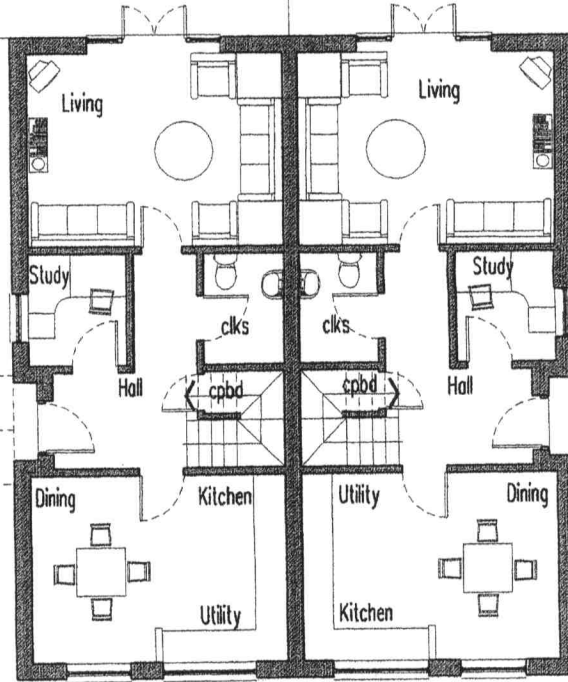 Living
Living
Study
Study
clks
clks
Hall
cpbd
cpbd
Hall
Dining
Kitchen
Utility
Dining
Utility
Kitchen